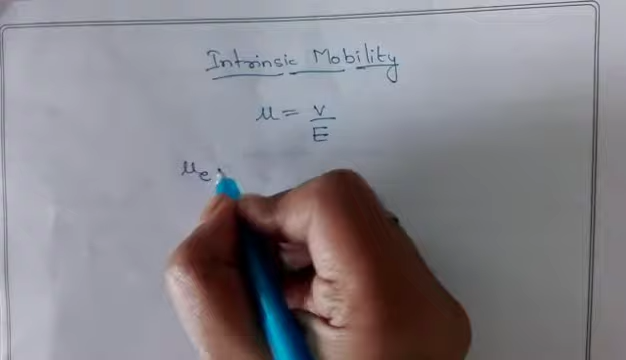 Intrinsic Mobility
μ = v/E
μe